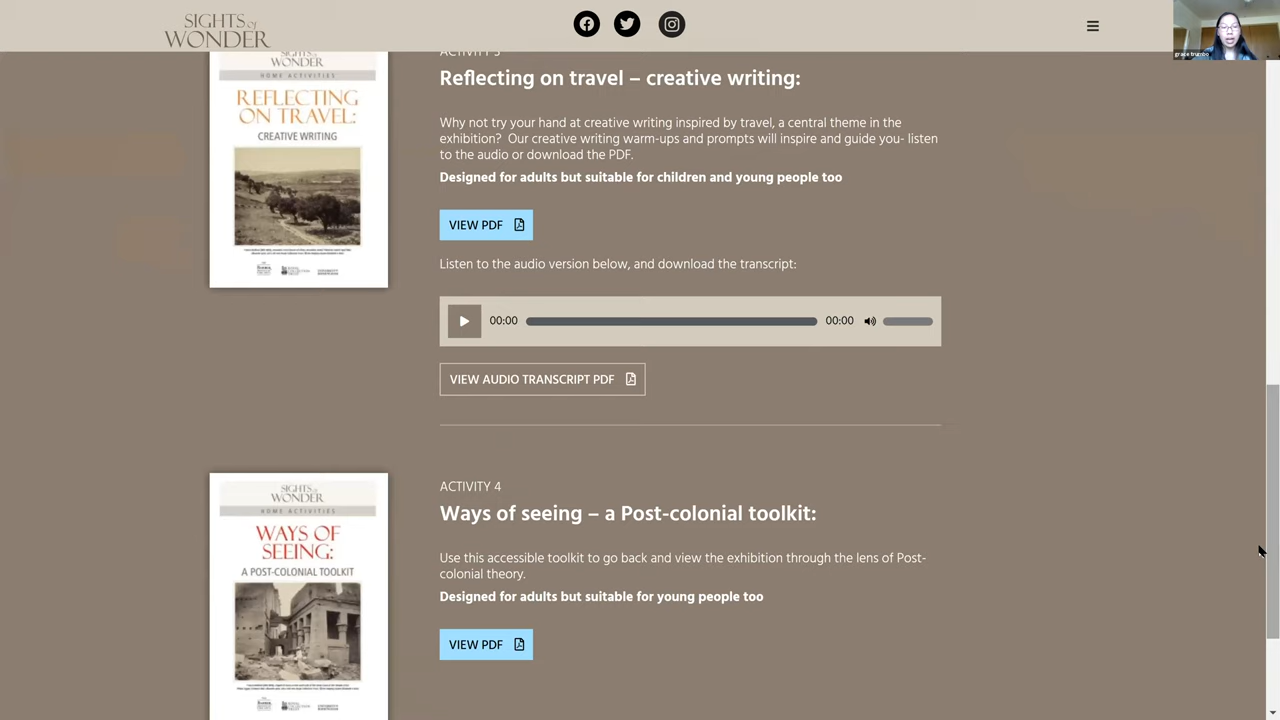 SIGHTS of
WONDER
grace trumbo
ACTIVITY 3
WONDER
HOME ACTIVITIES
REFLECTING
ON TRAVEL:
CREATIVE WRITING
Reflecting on travel – creative writing:
Why not try your hand at creative writing inspired by travel, a central theme in the
exhibition? Our creative writing warm-ups and prompts will inspire and guide you- listen
to the audio or download the PDF.
Designed for adults but suitable for children and young people too
VIEW PDF
Listen to the audio version below, and download the transcript:
00:00 00:00
VIEW AUDIO TRANSCRIPT PDF
SIGHTS of
WONDER
HOME ACTIVITIES
WAYS OF
SEEING:
A POST-COLONIAL TOOLKIT
ACTIVITY 4
Ways of seeing – a Post-colonial toolkit:
Use this accessible toolkit to go back and view the exhibition through the lens of Post-
colonial theory.
Designed for adults but suitable for young people too
VIEW PDF